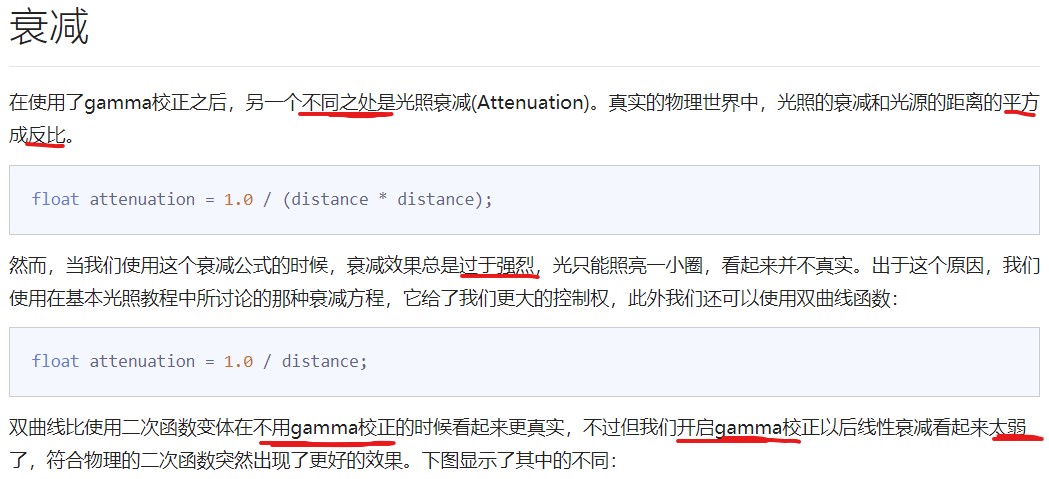 衰减
在使用了gamma校正之后，另一个不同之处是光照衰减(Attenuation)。真实的物理世界中，光照的衰减和光源的距离的平方
成反比。
float attenuation = 1.0 / (distance * distance);
然而，当我们使用这个衰减公式的时候，衰减效果总是过于强烈，光只能照亮一小圈，看起来并不真实。出于这个原因，我们
使用在基本光照教程中所讨论的那种衰减方程，它给了我们更大的控制权，此外我们还可以使用双曲线函数：
float attenuation = 1.0 / distance;
双曲线比使用二次函数变体在不用gamma校正的时候看起来更真实，不过但我们开启gamma校正以后线性衰减看起来太弱
了，符合物理的二次函数突然出现了更好的效果。下图显示了其中的不同：